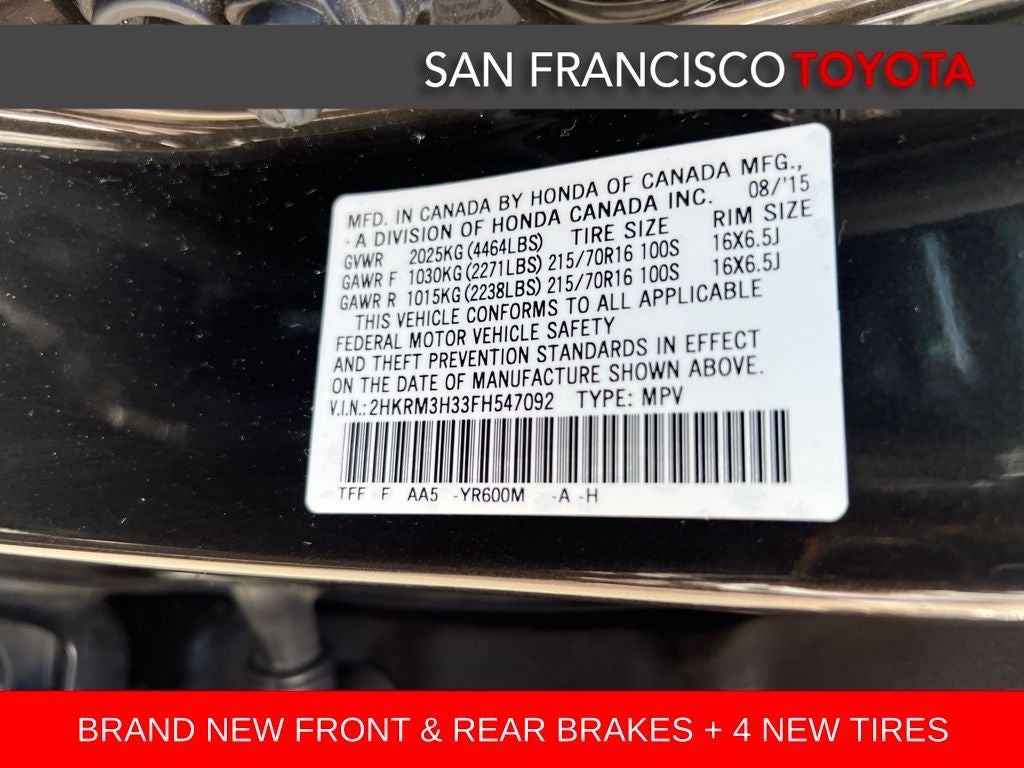 SAN FRANCISCO TOYOTA
MFD. IN CANADA BY HONDA OF CANADA MFG.,
-A DIVISION OF HONDA CANADA INC. 08/'15
GVWR 2025KG (4464LBS) TIRE SIZE RIM SIZE
GAWR F 1030KG (2271LBS) 215/70R16 100S 16X6.5J
GAWR R 1015KG (2238LBS) 215/70R16 100S 16X6.5J
THIS VEHICLE CONFORMS TO ALL APPLICABLE
FEDERAL MOTOR VEHICLE SAFETY
AND THEFT PREVENTION STANDARDS IN EFFECT
ON THE DATE OF MANUFACTURE SHOWN ABOVE.
V.I.N.: 2HKRM3H33FH547092 TYPE: MPV
TFF F AA5 -YR600M -A -H
BRAND NEW FRONT & REAR BRAKES + 4 NEW TIRES